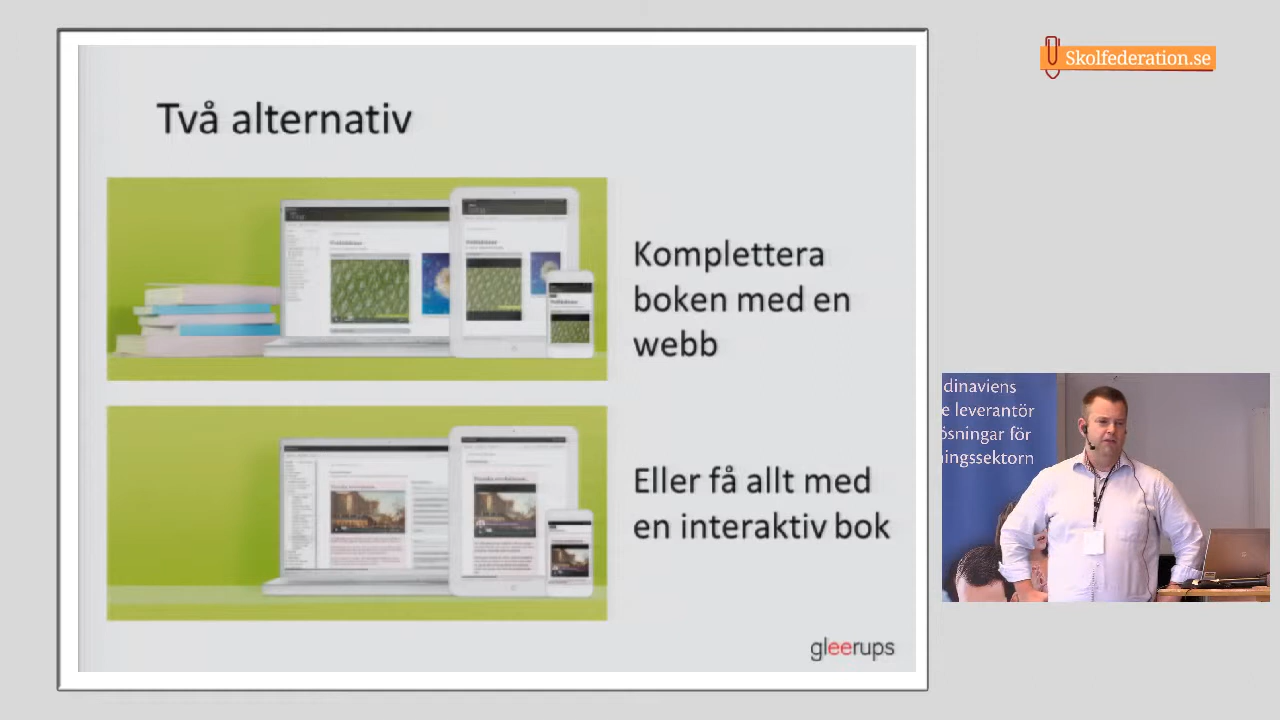 Skolfederation.se
Två alternativ
Komplettera
boken med en
webb
Eller få allt med
en interaktiv bok
gleerups
dinaviens
e leverantör
ösningar för
ingssektorn